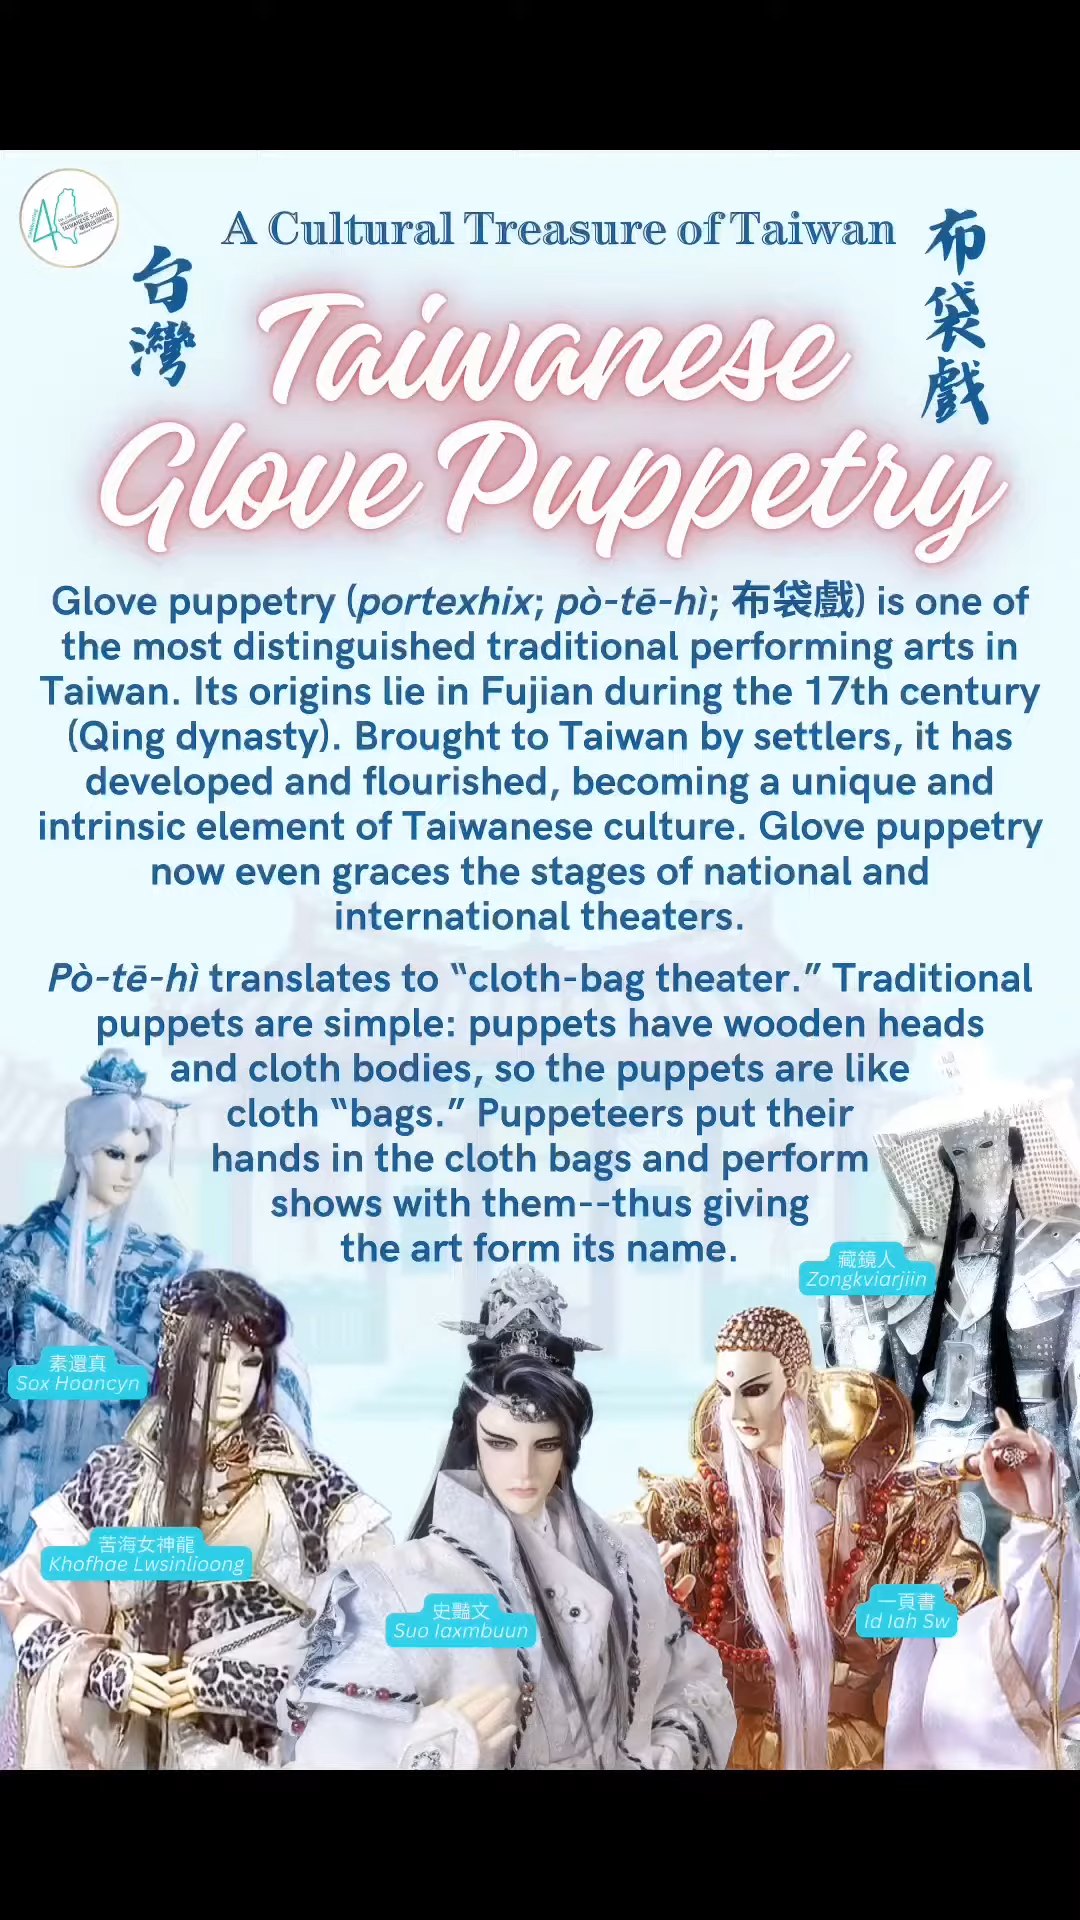 A Cultural Treasure of Taiwan
台灣
布袋戲
Taiwanese
Glove Puppetry
Glove puppetry (portexhix; pò-tē-hì; 布袋戲) is one of
the most distinguished traditional performing arts in
Taiwan. Its origins lie in Fujian during the 17th century
(Qing dynasty). Brought to Taiwan by settlers, it has
developed and flourished, becoming a unique and
intrinsic element of Taiwanese culture. Glove puppetry
now even graces the stages of national and
international theaters.
Pò-tē-hì translates to “cloth-bag theater.” Traditional
puppets are simple: puppets have wooden heads
and cloth bodies, so the puppets are like
cloth “bags.” Puppeteers put their
hands in the cloth bags and perform
shows with them--thus giving
the art form its name.
藏鏡人
Zongkviarjiin
素還真
Sox Hoancyn
苦海女神龍
Khofhae Lwsinlioong
史豔文
Suo Iaxmbuun
一頁書
Id Iah Sw
TAIWANESE SCHOOL